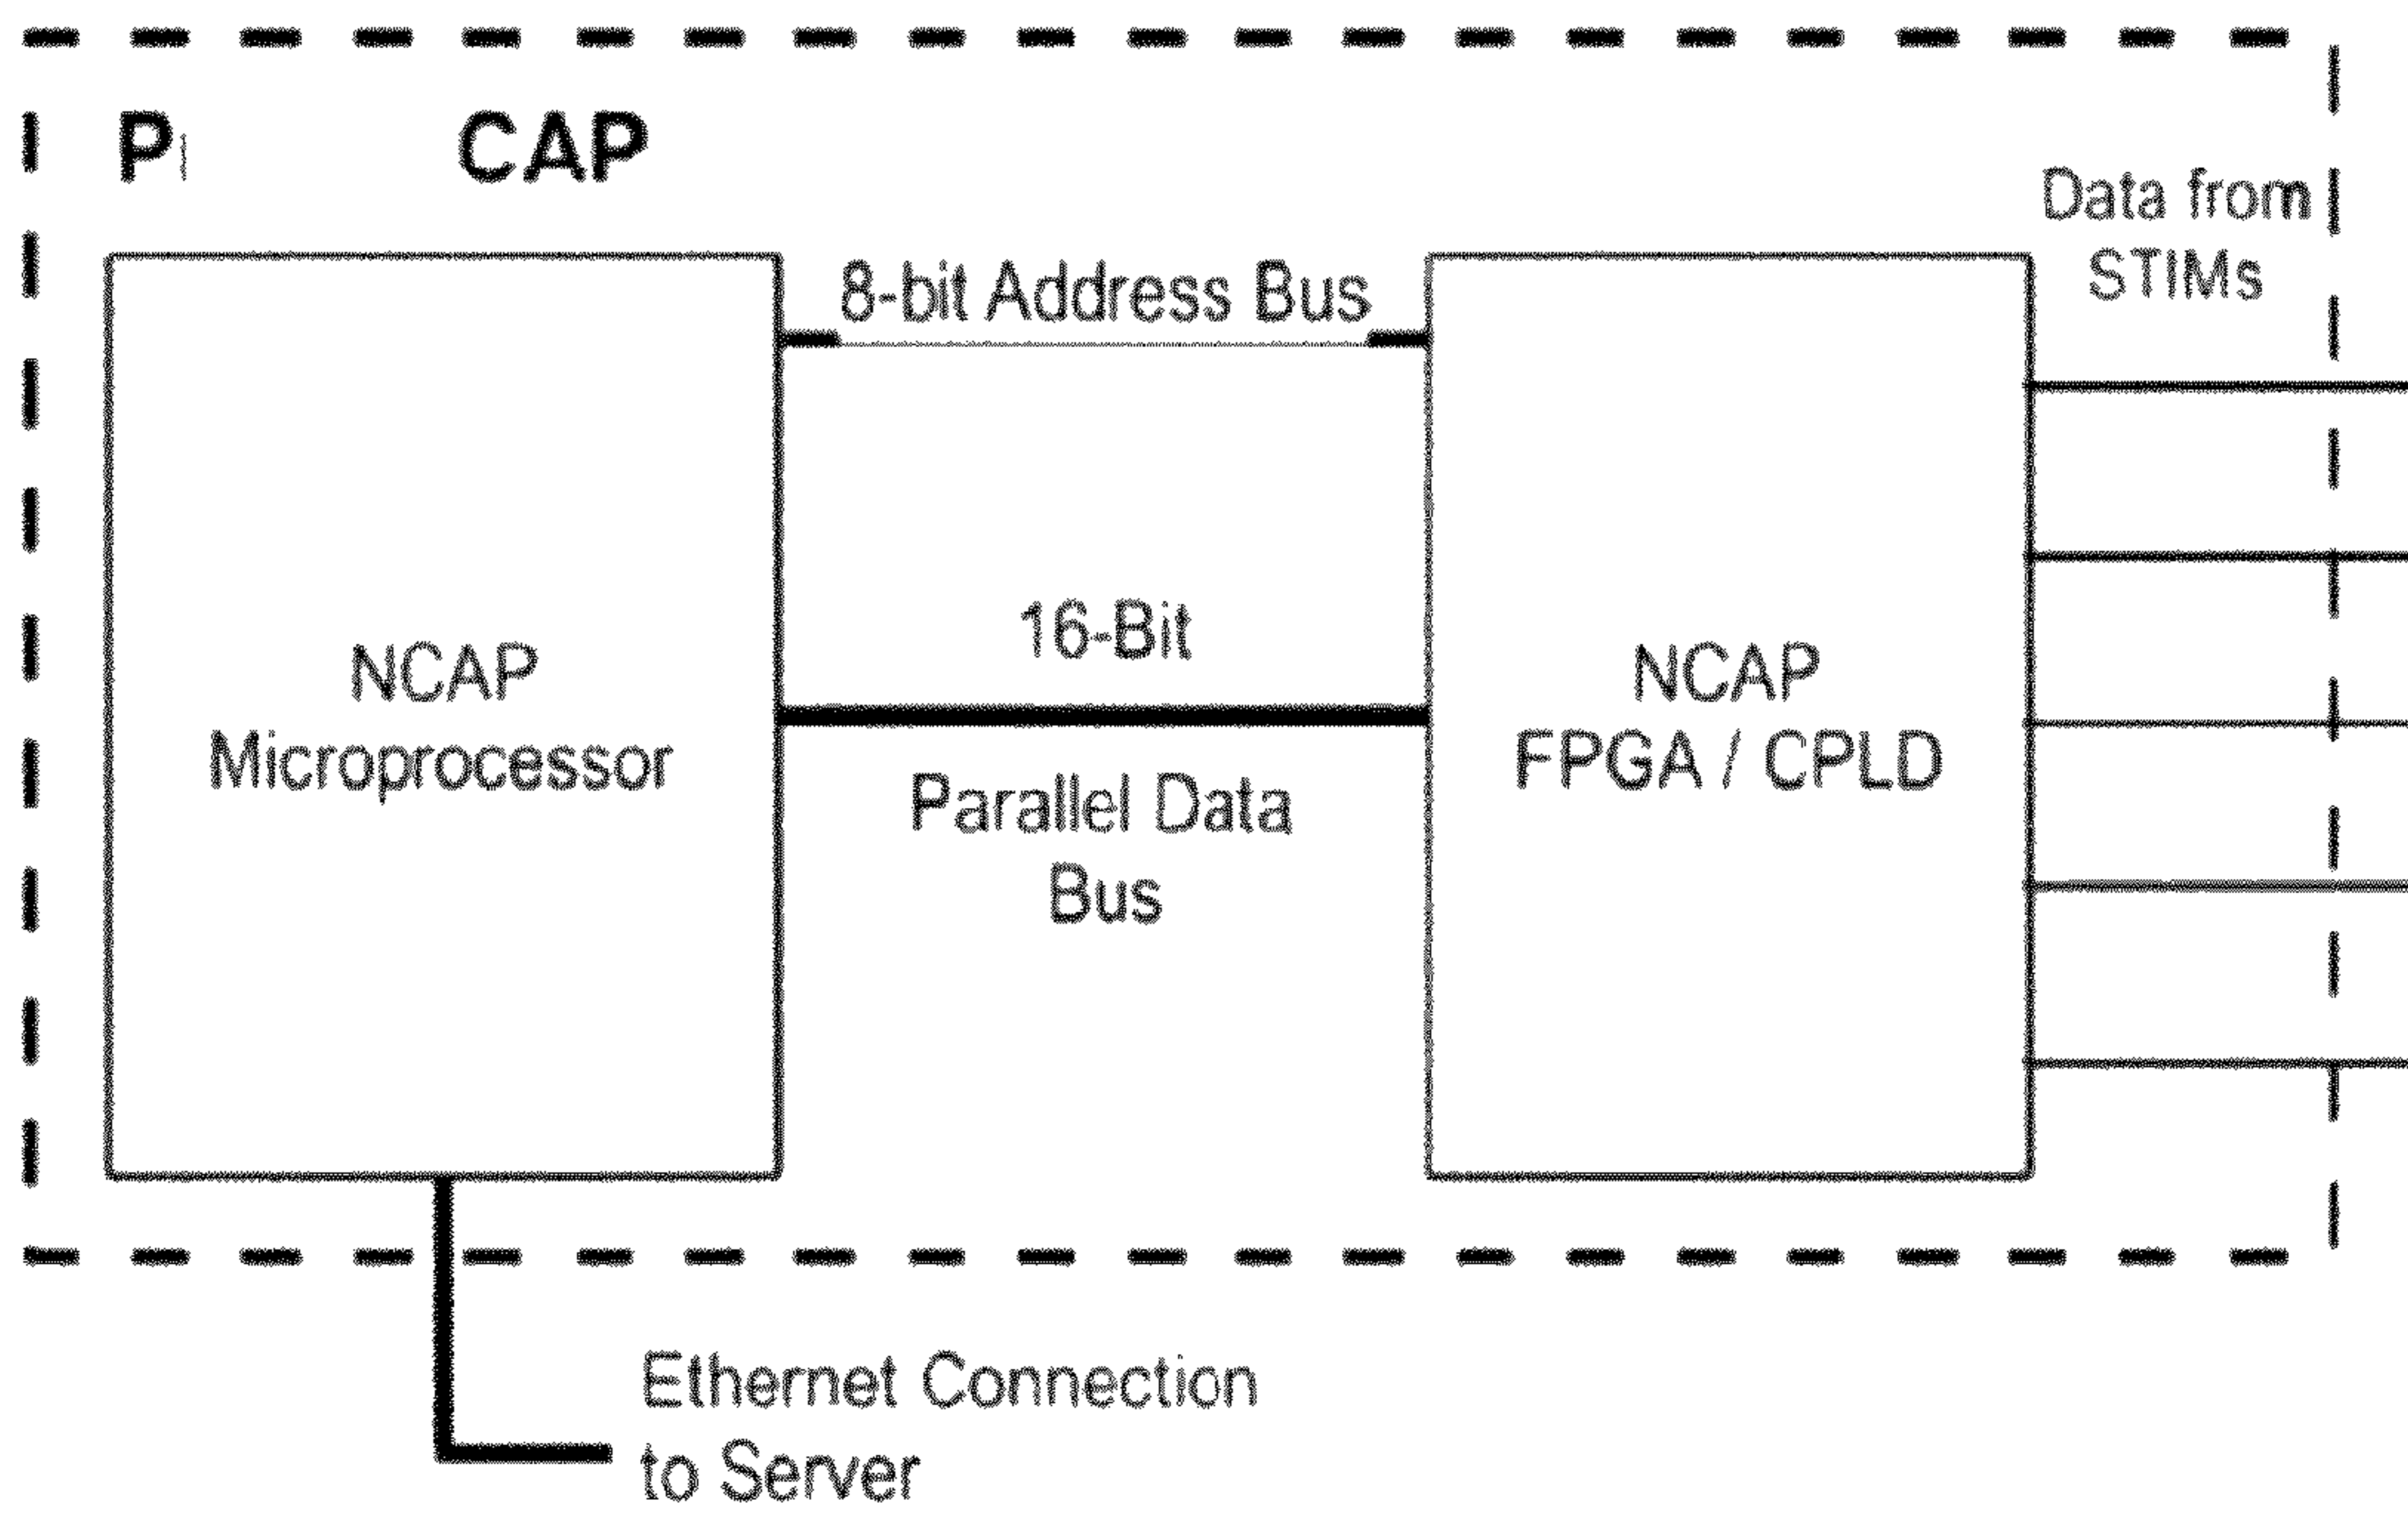 CAP
Data from
STIMs
8-bit Address Bus
16-Bit
NCAP
Microprocessor
Parallel Data
Bus
NCAP
FPGA / CPLD
Ethernet Connection
to Server